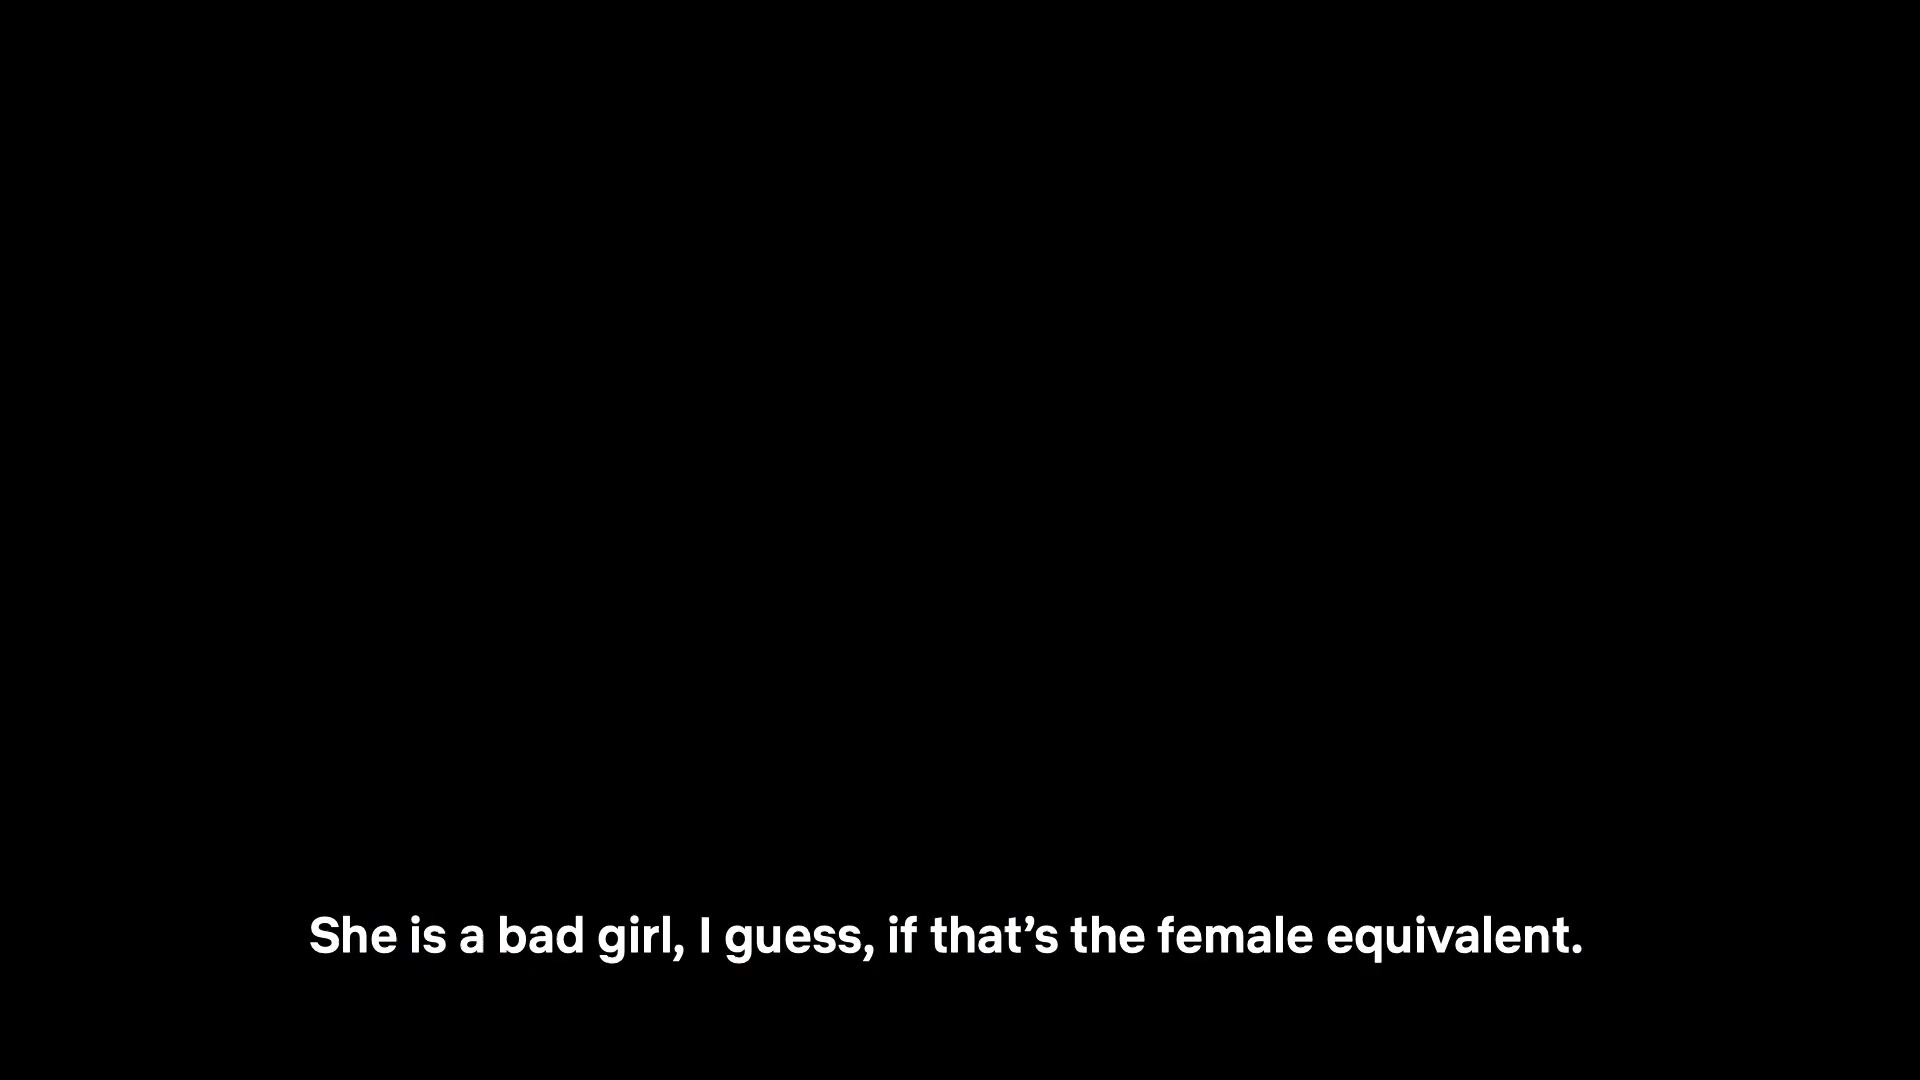 She is a bad girl, I guess, if that’s the female equivalent.